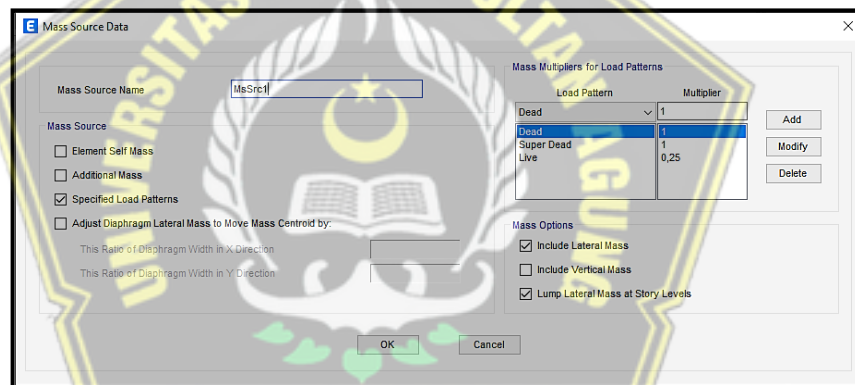 Mass Source Data
Mass Source Name
MsSrc1
Mass Source
Element Self Mass
Additional Mass
Specified Load Patterns
Adjust Diaphragm Lateral Mass to Move Mass Centroid by:
This Ratio of Diaphragm Width in X Direction
This Ratio of Diaphragm Width in Y Direction
Mass Multipliers for Load Patterns
Load Pattern Multiplier
Dead 1
Dead 1
Super Dead 1
Live 0,25
Add
Modify
Delete
Mass Options
Include Lateral Mass
Include Vertical Mass
Lump Lateral Mass at Story Levels
OK Cancel
UNIVERSITAS
SULTAN AGUNG